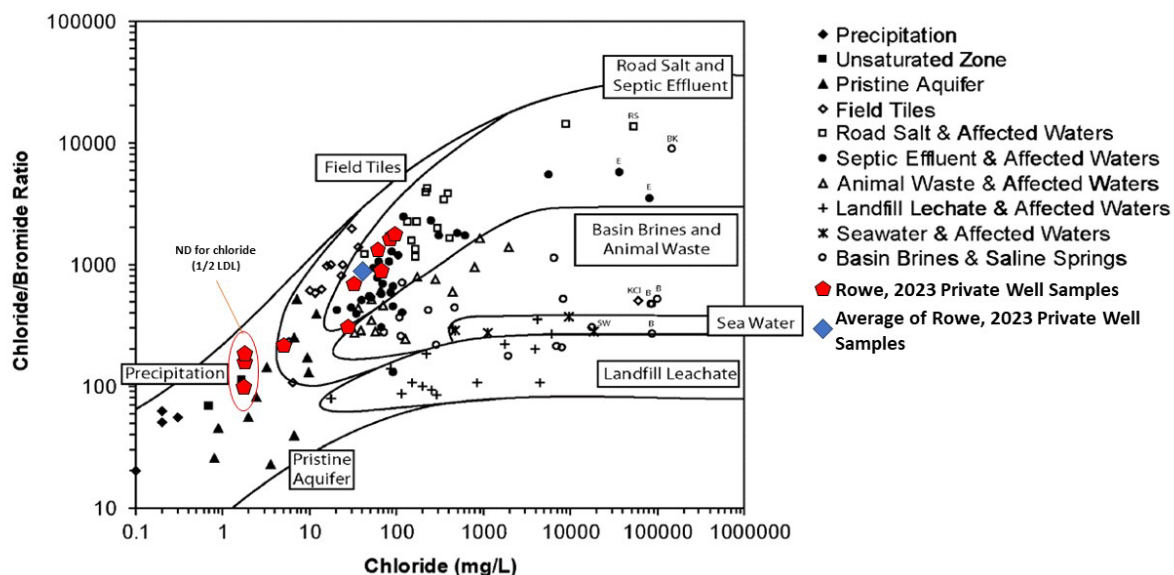 100000
10000
1000
100
10
Chloride/Bromide Ratio
0.1
1
10
100
1000
10000
100000
1000000
Chloride (mg/L)
Road Salt and
Septic Effluent
Field Tiles
Basin Brines and
Animal Waste
Sea Water
Landfill Leachate
Precipitation
Pristine
Aquifer
ND for chloride
(1/2 LDL)
RS
BK
E
E
KCl
B
B
B
SW
Precipitation
Unsaturated Zone
Pristine Aquifer
Field Tiles
Road Salt & Affected Waters
Septic Effluent & Affected Waters
Animal Waste & Affected Waters
Landfill Lechate & Affected Waters
Seawater & Affected Waters
Basin Brines & Saline Springs
Rowe, 2023 Private Well Samples
Average of Rowe, 2023 Private Well
Samples